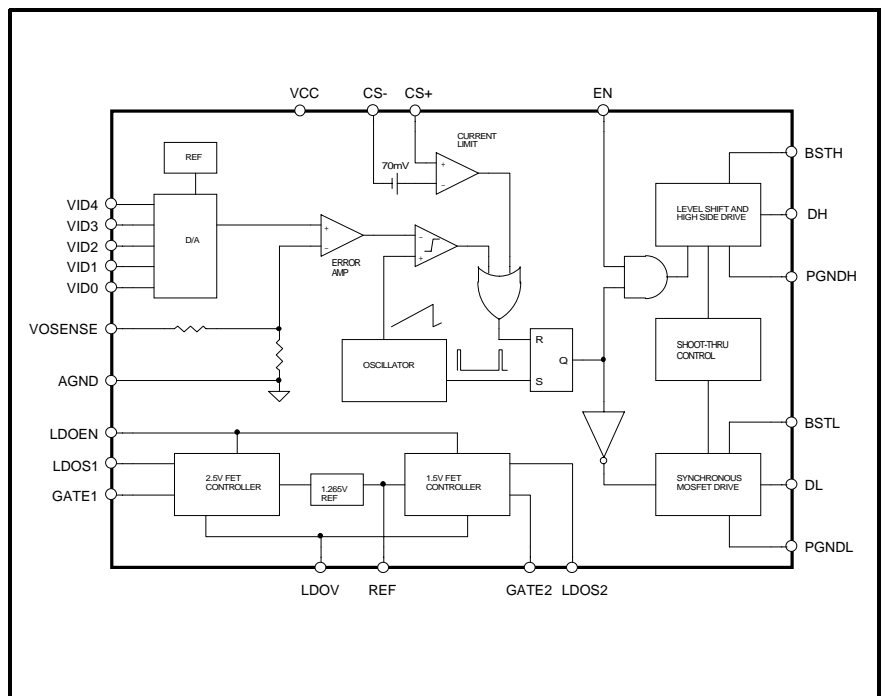 VCC
CS-
CS+
EN
CURRENT
LIMIT
70mV
+
−
BSTH
REF
LEVEL SHIFT AND
HIGH SIDE DRIVE
DH
VID4
VID3
VID2
VID1
VID0
D/A
+
−
ERROR
AMP
−
+
PGNDH
VOSENSE
OSCILLATOR
R
Q
S
SHOOT-THRU
CONTROL
AGND
LDOEN
BSTL
LDOS1
GATE1
2.5V FET
CONTROLLER
1.265V
REF
1.5V FET
CONTROLLER
SYNCHRONOUS
MOSFET DRIVE
DL
PGNDL
LDOV
REF
GATE2
LDOS2